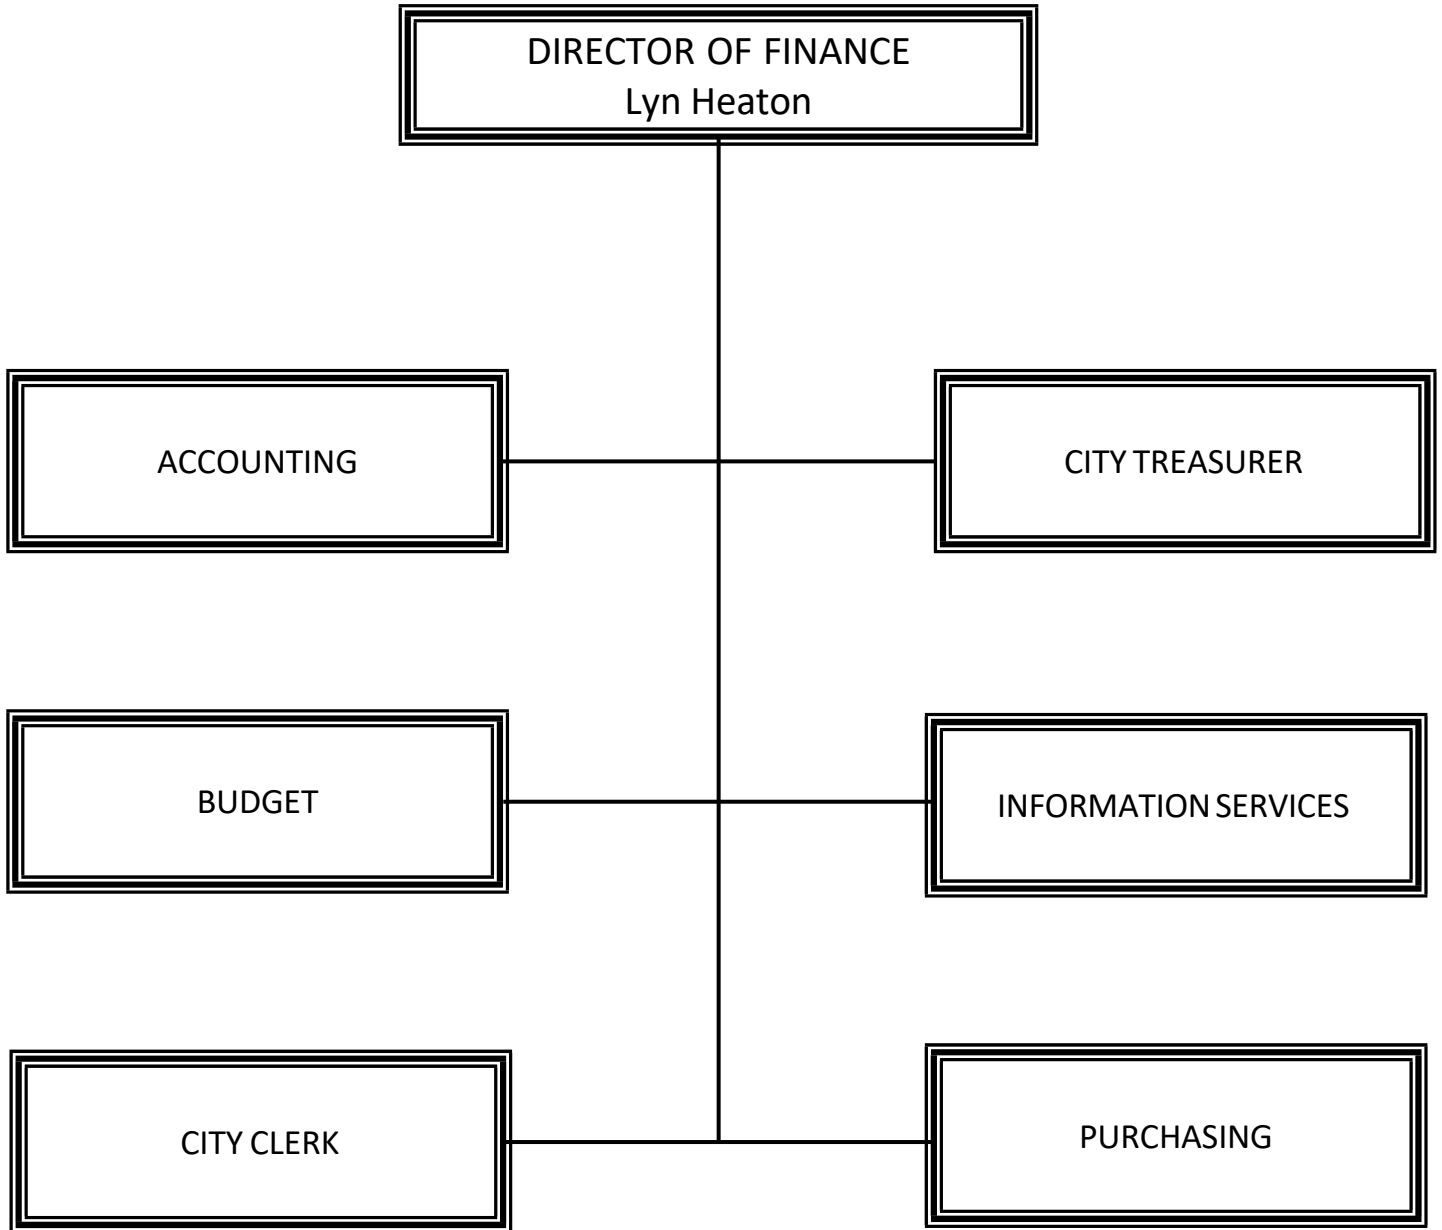 DIRECTOR OF FINANCE
Lyn Heaton
ACCOUNTING
CITY TREASURER
BUDGET
INFORMATION SERVICES
CITY CLERK
PURCHASING